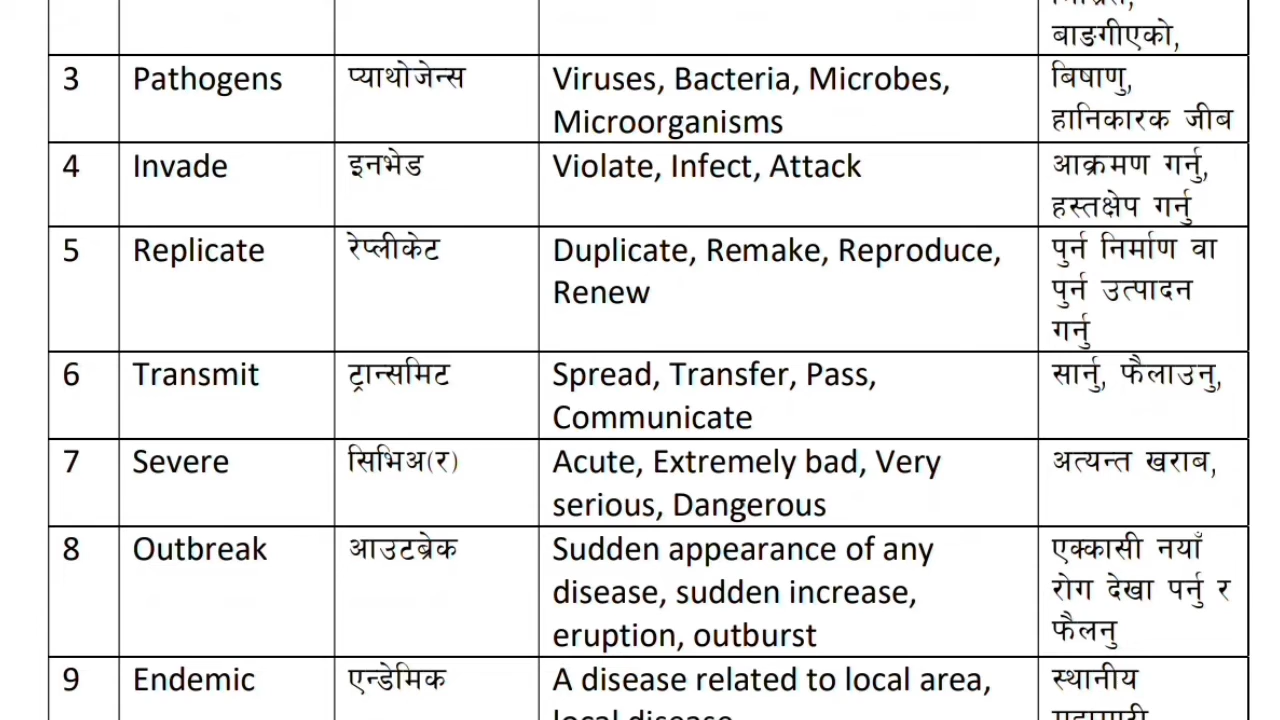 बाङगीएको,
3 Pathogens प्याथोजेन्स Viruses, Bacteria, Microbes, बिषाणु,
Microorganisms हानिकारक जीब
4 Invade इनभेड Violate, Infect, Attack आक्रमण गर्नु,
हस्तक्षेप गर्नु
5 Replicate रेप्लीकेट Duplicate, Remake, Reproduce, पुर्न निर्माण वा
Renew पुर्न उत्पादन
गर्नु
6 Transmit ट्रान्समिट Spread, Transfer, Pass, सार्नु, फैलाउनु,
Communicate
7 Severe सिभिअ(र) Acute, Extremely bad, Very अत्यन्त खराब,
serious, Dangerous
8 Outbreak आउटब्रेक Sudden appearance of any एक्कासी नयाँ
disease, sudden increase, रोग देखा पर्नु र
eruption, outburst फैलनु
9 Endemic एन्डेमिक A disease related to local area, स्थानीय
local disease